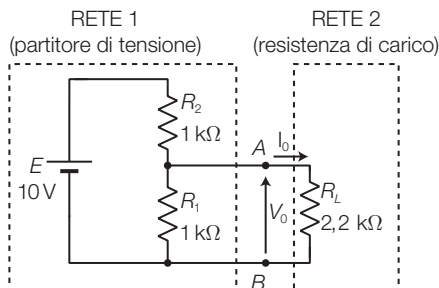 RETE 1
(partitore di tensione)
RETE 2
(resistenza di carico)
R2
1 kΩ
A
I0
E
10 V
R1
1 kΩ
V0
RL
2,2 kΩ
B